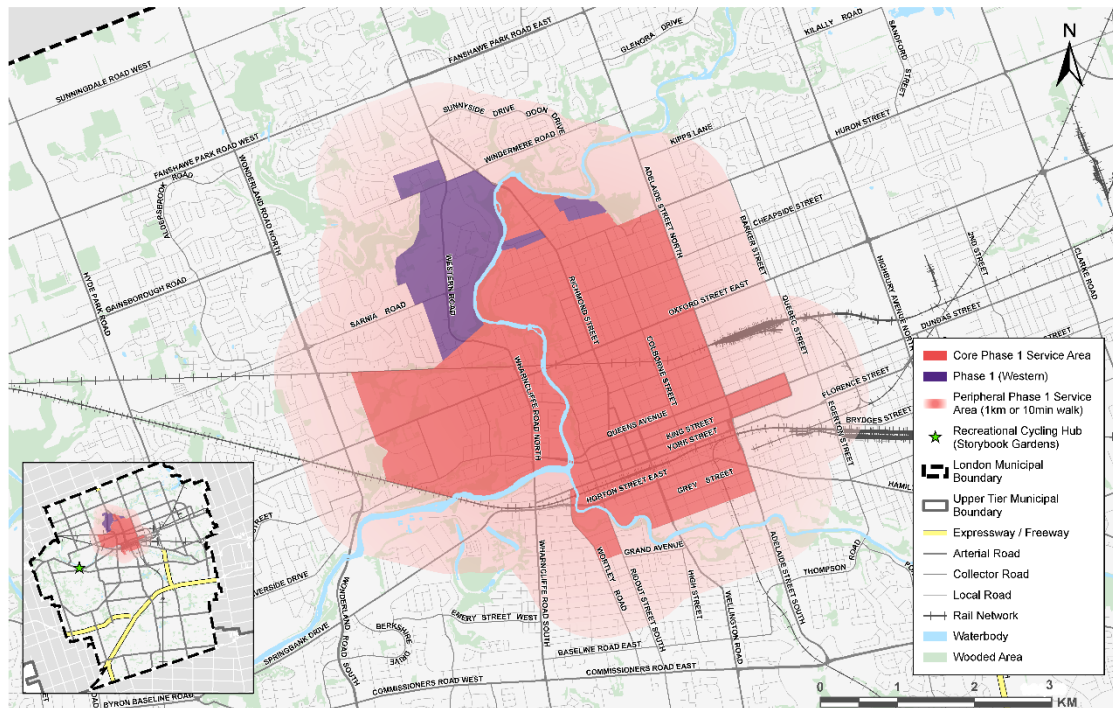 FANSHAWE PARK ROAD EAST
GLENORA DRIVE
KILALLY ROAD
SANDFORD STREET
N
SUNNINGDALE ROAD WEST
SUNNYSIDE DRIVE
DOON DRIVE
HURON STREET
KIPPS LANE
WINDERMERE ROAD
FANSHAWE PARK ROAD WEST
WONDERLAND ROAD NORTH
ALDERSBROOK ROAD
ADELAIDE STREET NORTH
CHEAPSIDE STREET
BARKER STREET
2ND STREET
CLARKE ROAD
HIGHBURY AVENUE NORTH
HYDE PARK ROAD
GAINSBOROUGH ROAD
WESTERN ROAD
RICHMOND STREET
OXFORD STREET EAST
QUEBEC STREET
DUNDAS STREET
SARNIA ROAD
COLBORNE STREET
WHARNCLIFFE ROAD NORTH
FLORENCE STREET
EGERTON STREET
BRYDGES STREET
QUEENS AVENUE
KING STREET
YORK STREET
HORTON STREET EAST
GREY STREET
HAMIL
GRAND AVENUE
ADELAIDE STREET SOUTH
THOMPSON ROAD
PO
WORTLEY ROAD
RIDOUT STREET SOUTH
HIGH STREET
WELLINGTON ROAD
WHARNCLIFFE ROAD SOUTH
STREET
ERSIDE DRIVE
SPRINGBANK DRIVE
WONDERLAND ROAD SOUTH
BERKSHIRE DRIVE
EMERY STREET WEST
BASELINE ROAD EAST
COMMISSIONERS ROAD WEST
COMMISSIONERS ROAD EAST
BYRON BASELINE ROAD
Core Phase 1 Service Area
Phase 1 (Western)
Peripheral Phase 1 Service
Area (1km or 10min walk)
Recreational Cycling Hub
(Storybook Gardens)
London Municipal
Boundary
Upper Tier Municipal
Boundary
Expressway / Freeway
Arterial Road
Collector Road
Local Road
Rail Network
Waterbody
Wooded Area
0 1 2 3
KM